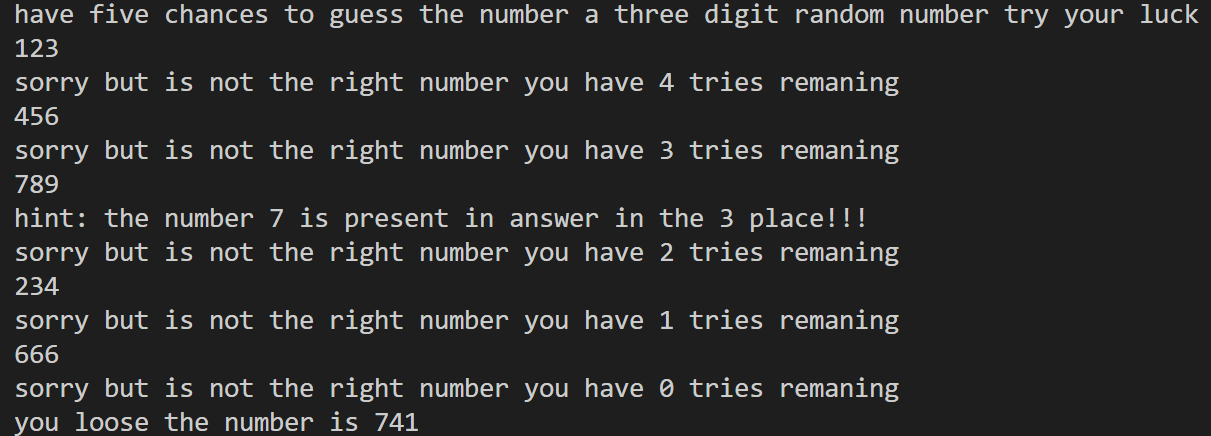 have five chances to guess the number a three digit random number try your luck
123
sorry but is not the right number you have 4 tries remaning
456
sorry but is not the right number you have 3 tries remaning
789
hint: the number 7 is present in answer in the 3 place!!!
sorry but is not the right number you have 2 tries remaning
234
sorry but is not the right number you have 1 tries remaning
666
sorry but is not the right number you have 0 tries remaning
you loose the number is 741